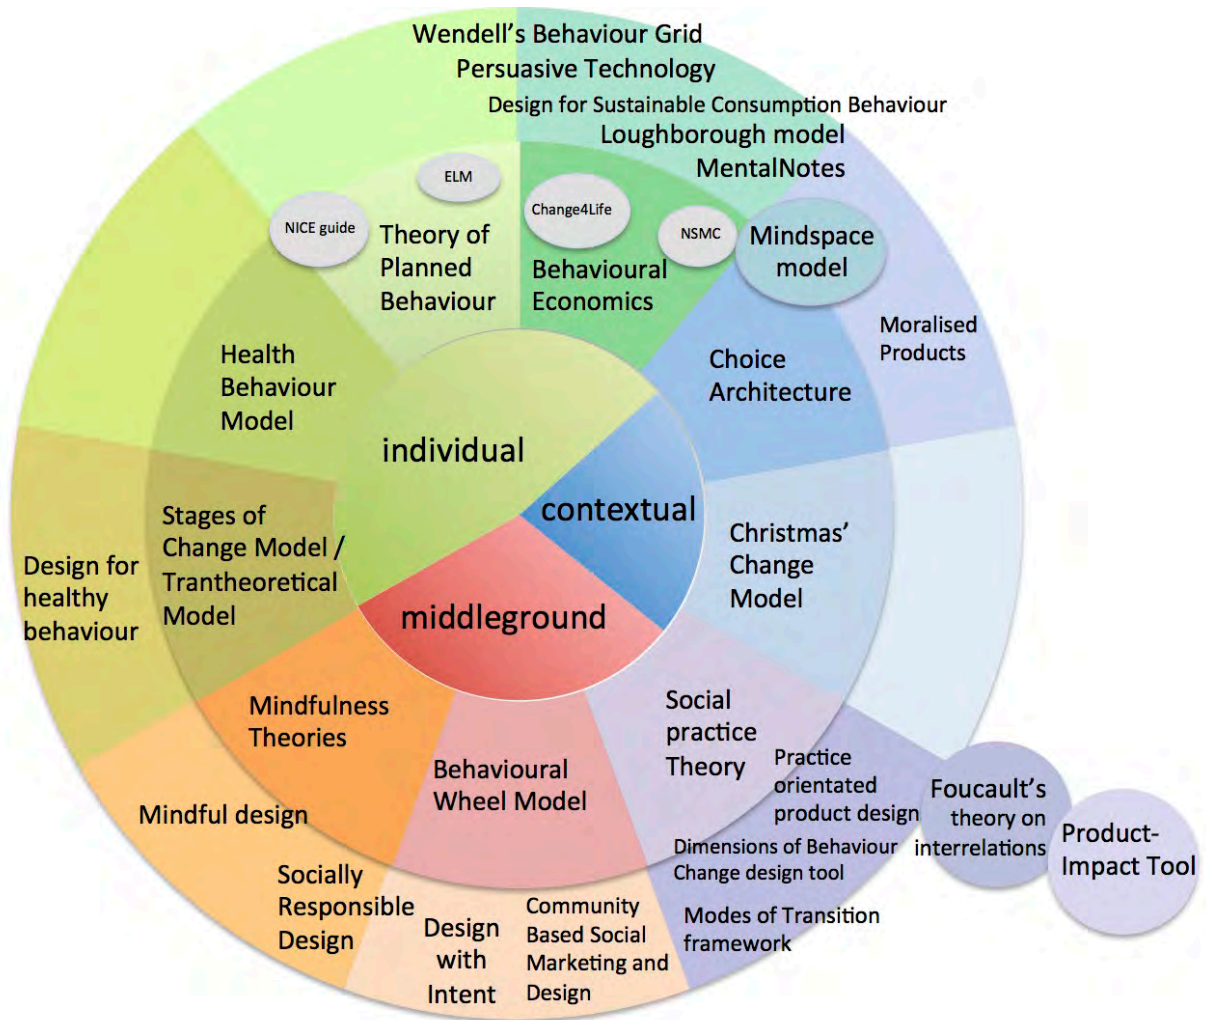 Wendell's Behaviour Grid
Persuasive Technology
Design for Sustainable Consumption Behaviour
Loughborough model
MentalNotes
ELM
NICE guide
Change4Life
NSMC
Mindspace
model
Theory of
Planned
Behaviour
Behavioural
Economics
Moralised
Products
Health
Behaviour
Model
Choice
Architecture
individual
contextual
middleground
Stages of
Change Model /
Trantheoretical
Model
Christmas'
Change
Model
Design for
healthy
behaviour
Mindfulness
Theories
Social
practice
Theory
Behavioural
Wheel Model
Practice
orientated
product design
Foucault's
theory on
interrelations
Product-
Impact Tool
Mindful design
Dimensions of Behaviour
Change design tool
Socially
Responsible
Design
Design
with
Intent
Community
Based Social
Marketing and
Design
Modes of Transition
framework